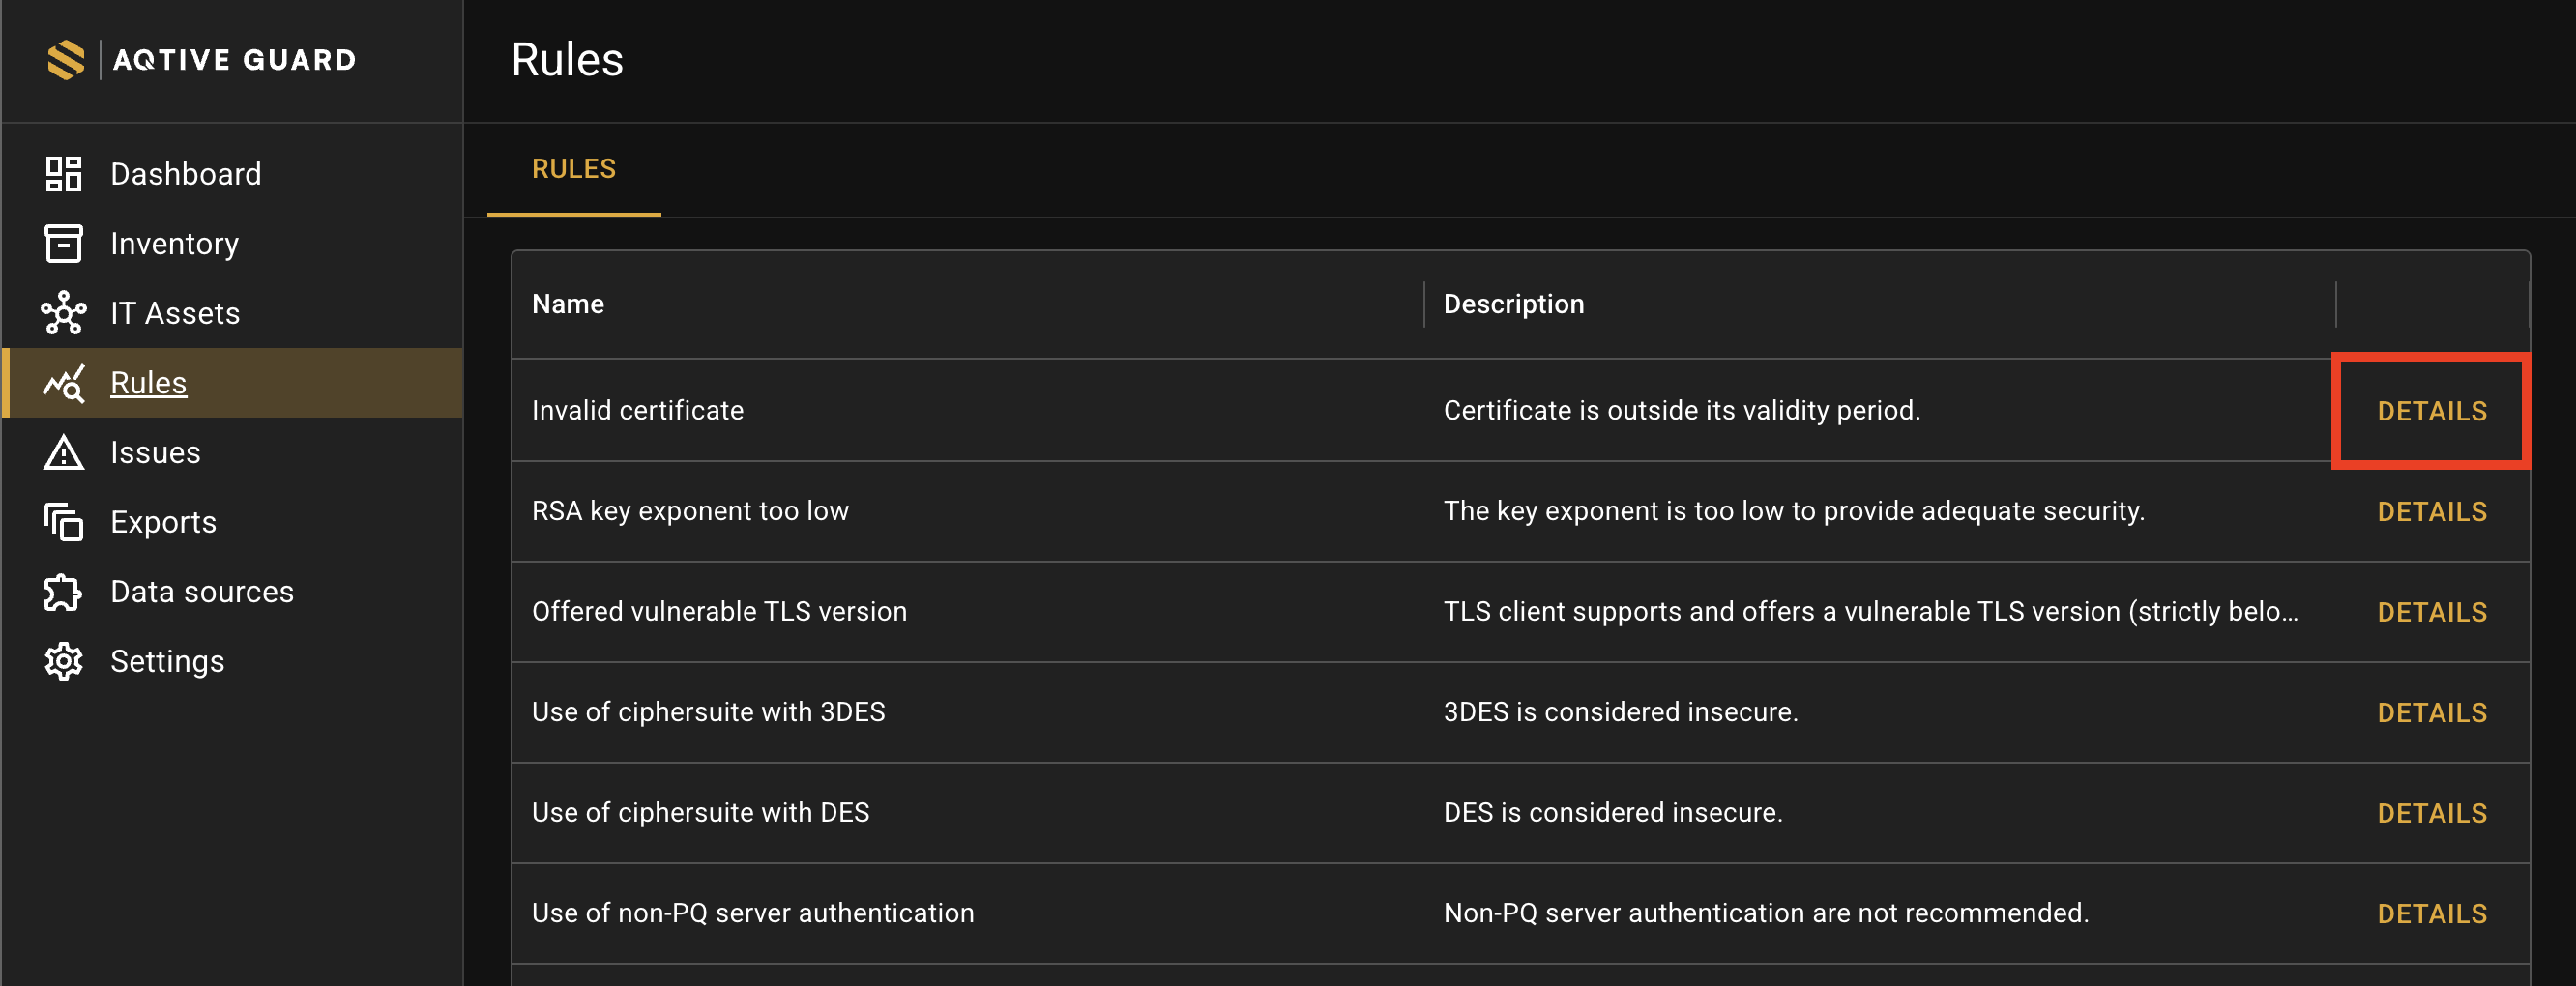 AQTIVE GUARD
Dashboard
Inventory
IT Assets
Rules
Issues
Exports
Data sources
Settings
Rules
RULES
Name Description
Invalid certificate Certificate is outside its validity period. DETAILS
RSA key exponent too low The key exponent is too low to provide adequate security. DETAILS
Offered vulnerable TLS version TLS client supports and offers a vulnerable TLS version (strictly belo... DETAILS
Use of ciphersuite with 3DES 3DES is considered insecure. DETAILS
Use of ciphersuite with DES DES is considered insecure. DETAILS
Use of non-PQ server authentication Non-PQ server authentication are not recommended. DETAILS